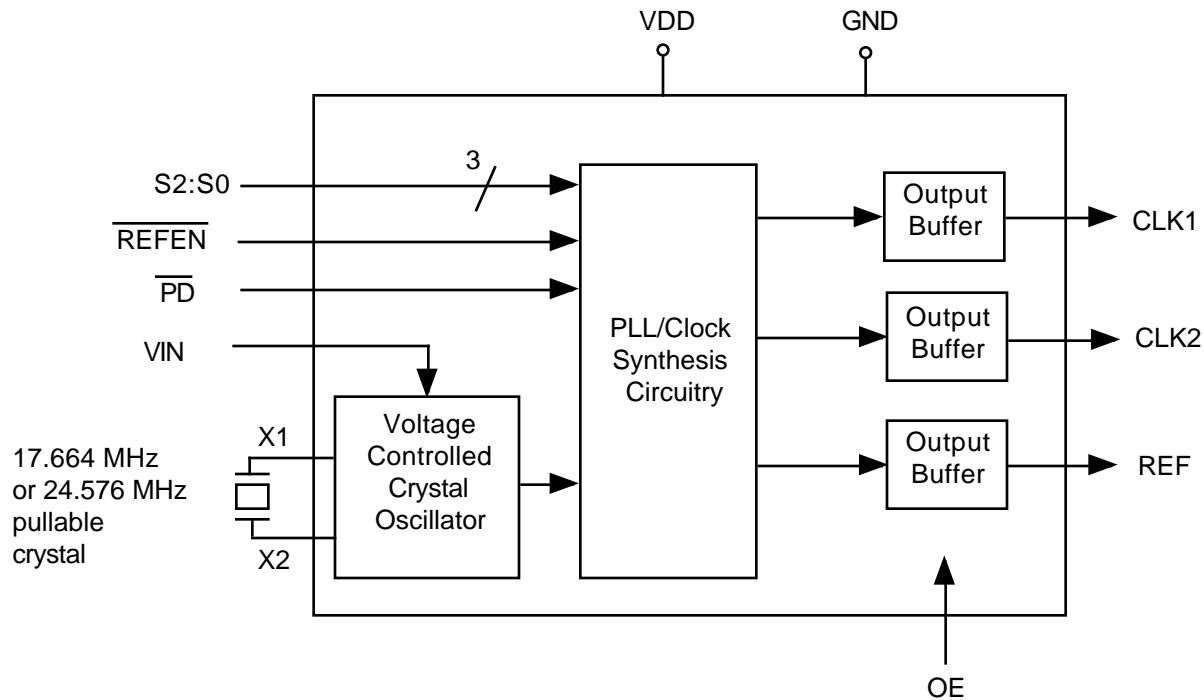 VDD
GND
3
S2:S0
REFEN
PD
VIN
X1
X2
17.664 MHz
or 24.576 MHz
pullable
crystal
Voltage
Controlled
Crystal
Oscillator
PLL/Clock
Synthesis
Circuitry
Output
Buffer
CLK1
Output
Buffer
CLK2
Output
Buffer
REF
OE